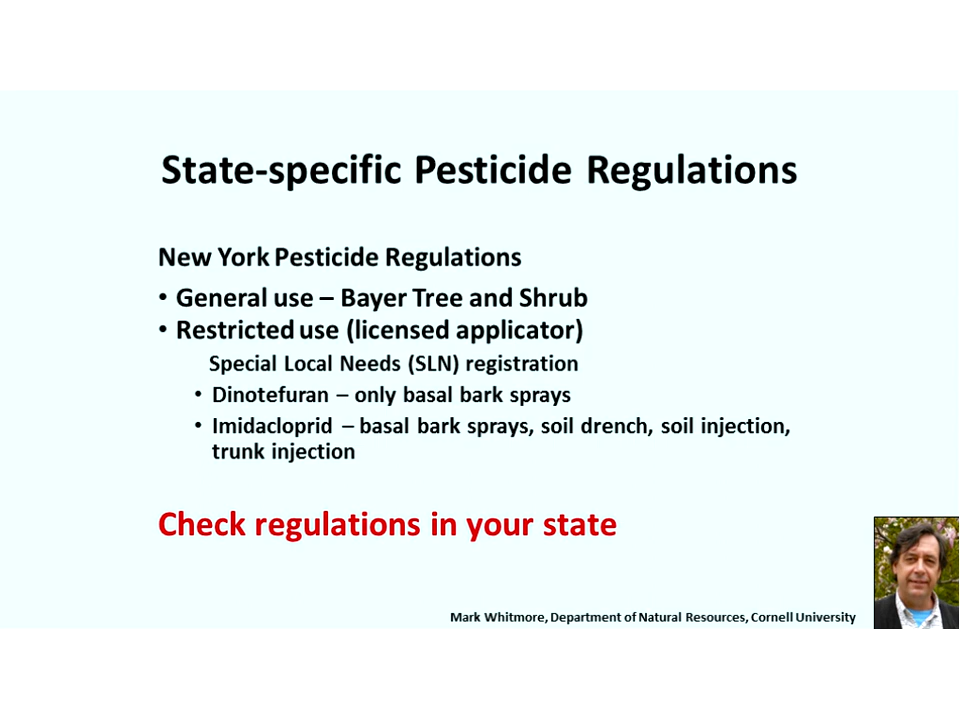 State-specific Pesticide Regulations
New York Pesticide Regulations
• General use – Bayer Tree and Shrub
• Restricted use (licensed applicator)
Special Local Needs (SLN) registration
• Dinotefuran – only basal bark sprays
• Imidacloprid – basal bark sprays, soil drench, soil injection,
trunk injection
Check regulations in your state
Mark Whitmore, Department of Natural Resources, Cornell University